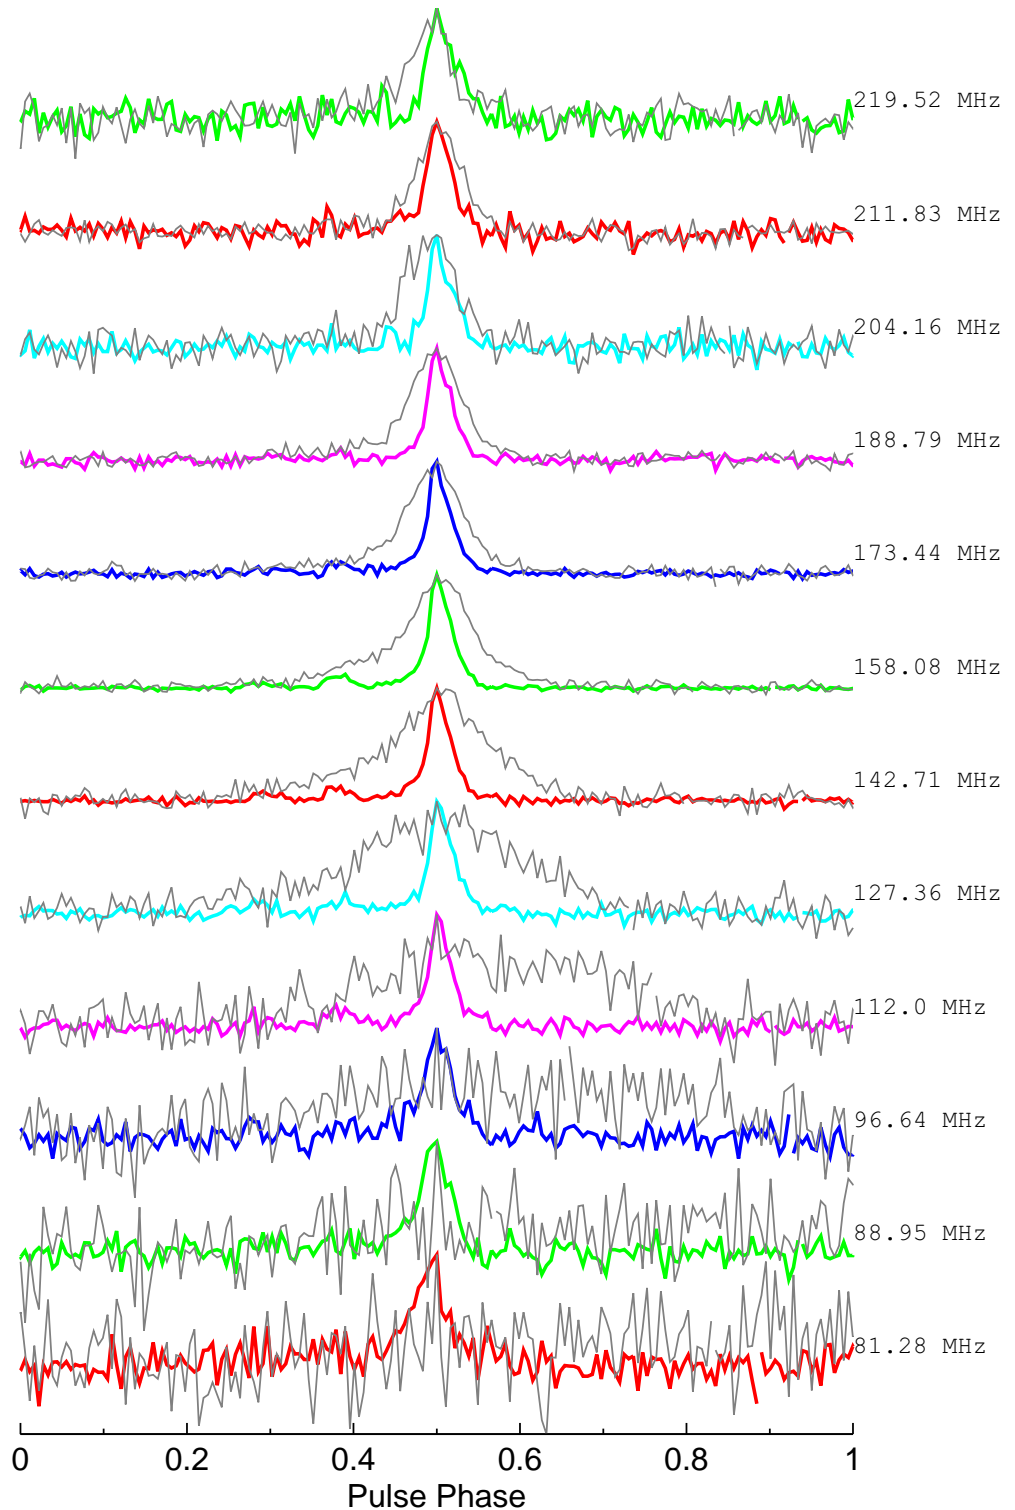 219.52 MHz
211.83 MHz
204.16 MHz
188.79 MHz
173.44 MHz
158.08 MHz
142.71 MHz
127.36 MHz
112.0 MHz
96.64 MHz
88.95 MHz
81.28 MHz
0 0.2 0.4 0.6 0.8 1
Pulse Phase